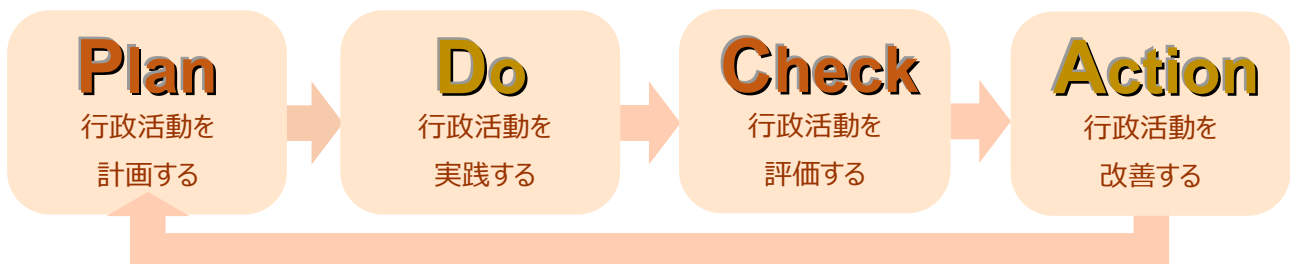 Plan
行政活動を
計画する
Do
行政活動を
実践する
Check
行政活動を
評価する
Action
行政活動を
改善する